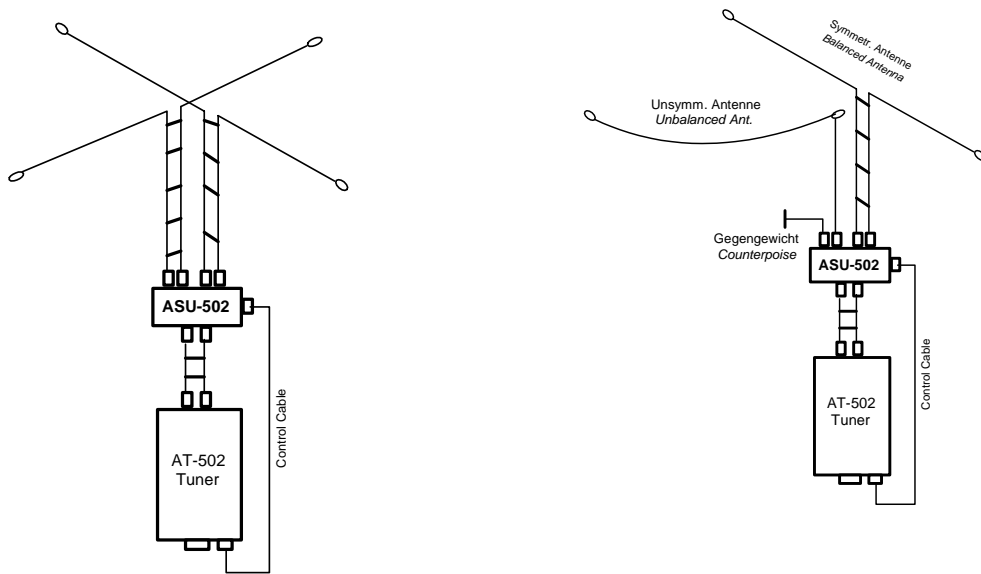 ASU-502
AT-502
Tuner
Control Cable
Symmetr. Antenne
Balanced Antenna
Unsymm. Antenne
Unbalanced Ant.
Gegengewicht
Counterpoise
ASU-502
AT-502
Tuner
Control Cable